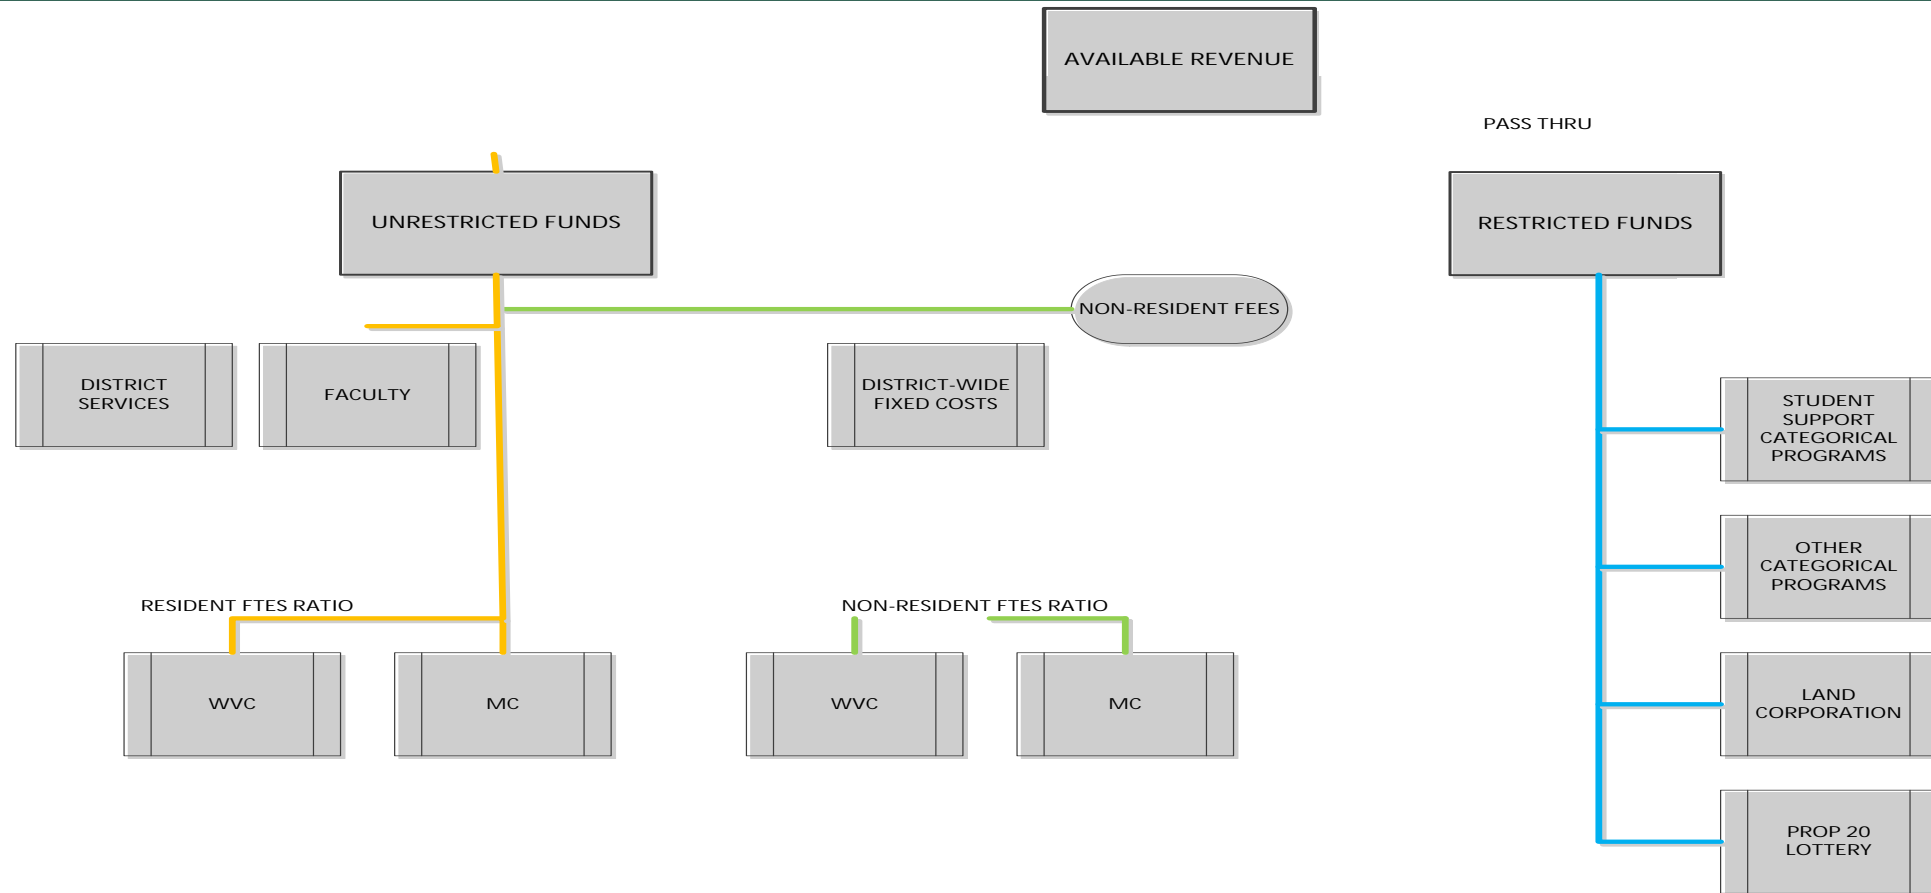 AVAILABLE REVENUE
PASS THRU
UNRESTRICTED FUNDS
RESTRICTED FUNDS
NON-RESIDENT FEES
DISTRICT
SERVICES
FACULTY
DISTRICT-WIDE
FIXED COSTS
STUDENT
SUPPORT
CATEGORICAL
PROGRAMS
OTHER
CATEGORICAL
PROGRAMS
RESIDENT FTES RATIO
NON-RESIDENT FTES RATIO
WVC
MC
WVC
MC
LAND
CORPORATION
PROP 20
LOTTERY